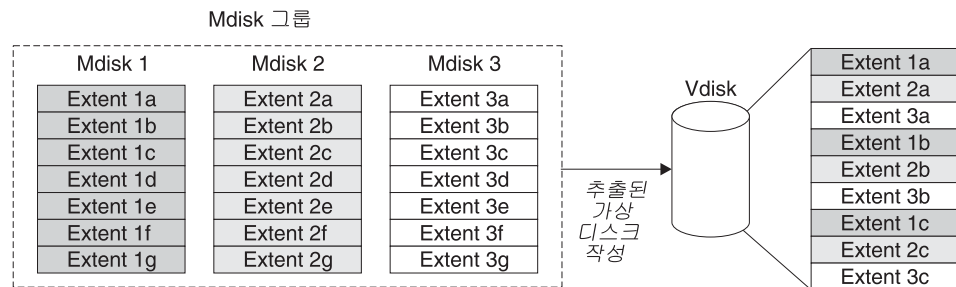 Mdisk 그룹
Mdisk 1
Extent 1a
Extent 1b
Extent 1c
Extent 1d
Extent 1e
Extent 1f
Extent 1g
Mdisk 2
Extent 2a
Extent 2b
Extent 2c
Extent 2d
Extent 2e
Extent 2f
Extent 2g
Mdisk 3
Extent 3a
Extent 3b
Extent 3c
Extent 3d
Extent 3e
Extent 3f
Extent 3g
추출된
가상
디스크
작성
Vdisk
Extent 1a
Extent 2a
Extent 3a
Extent 1b
Extent 2b
Extent 3b
Extent 1c
Extent 2c
Extent 3c